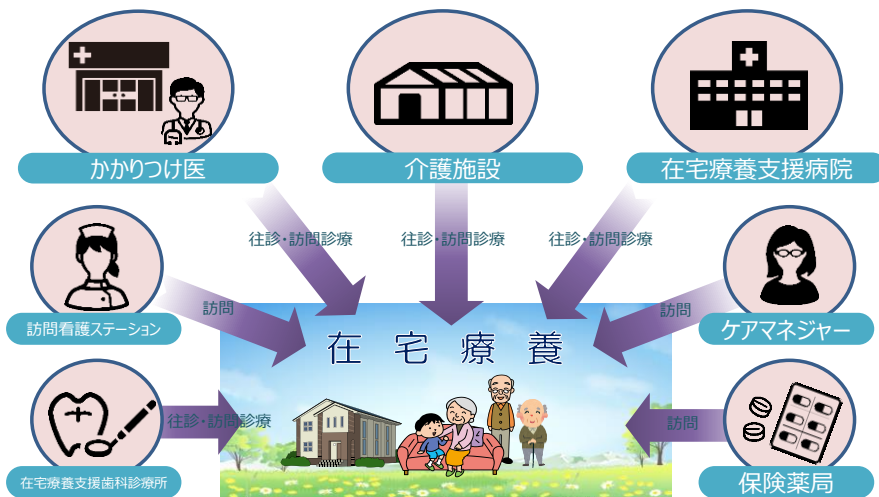 かかりつけ医
介護施設
在宅療養支援病院
往診・訪問診療
往診・訪問診療
往診・訪問診療
訪問
訪問
訪問看護ステーション
ケアマネジャー
在宅療養
往診・訪問診療
訪問
在宅療養支援歯科診療所
保険薬局